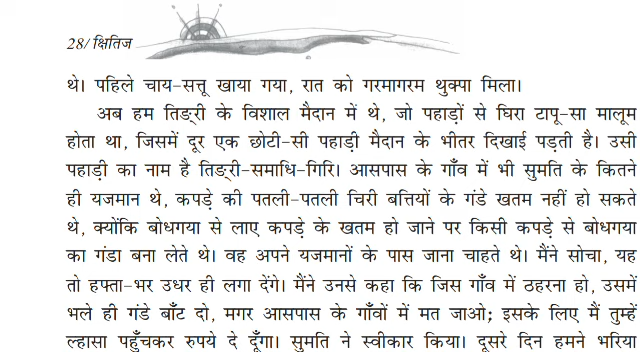 28/ क्षितिज
थे। पहिले चाय-सत्तू खाया गया, रात को गरमागरम थुक्पा मिला।
अब हम तिङ्री के विशाल मैदान में थे, जो पहाड़ों से घिरा टापू-सा मालूम
होता था, जिसमें दूर एक छोटी-सी पहाड़ी मैदान के भीतर दिखाई पड़ती है। उसी
पहाड़ी का नाम है तिङ्री-समाधि-गिरि। आसपास के गाँव में भी सुमति के कितने
ही यजमान थे, कपड़े की पतली-पतली चिरी बत्तियों के गंडे खतम नहीं हो सकते
थे, क्योंकि बोधगया से लाए कपड़े के खतम हो जाने पर किसी कपड़े से बोधगया
का गंडा बना लेते थे। वह अपने यजमानों के पास जाना चाहते थे। मैंने सोचा, यह
तो हफ्ता-भर उधर ही लगा देंगे। मैंने उनसे कहा कि जिस गाँव में ठहरना हो, उसमें
भले ही गंडे बाँट दो, मगर आसपास के गाँवों में मत जाओ; इसके लिए मैं तुम्हें
ल्हासा पहुँचकर रुपये दे दूँगा। सुमति ने स्वीकार किया। दूसरे दिन हमने भरिया